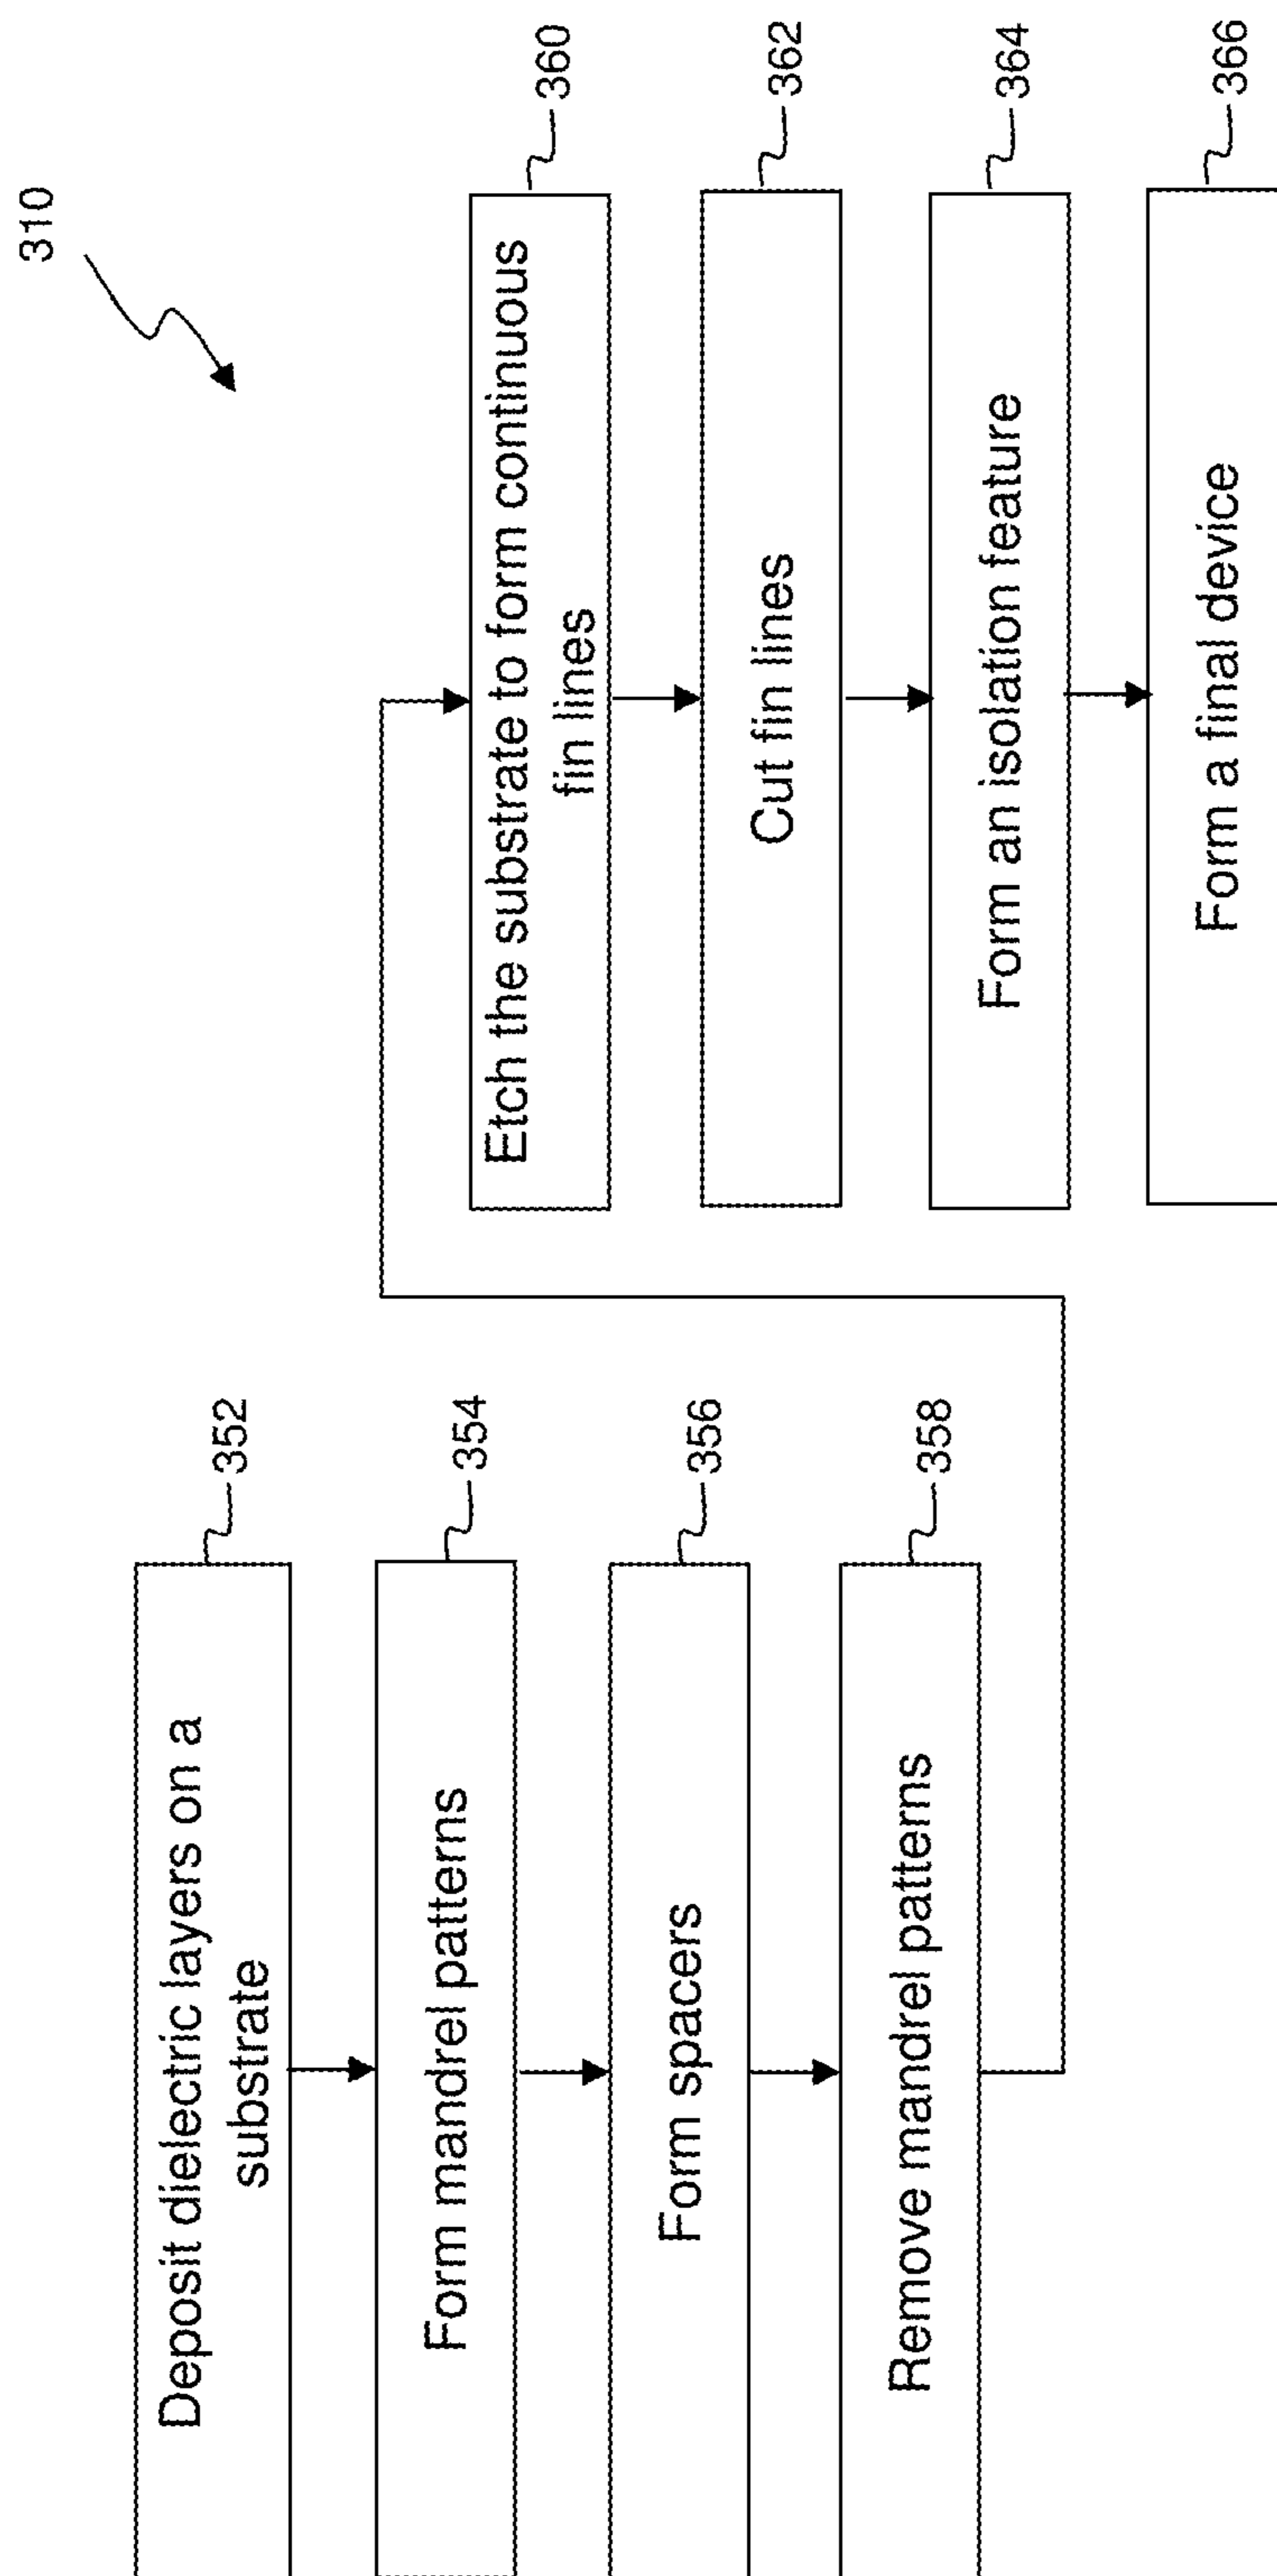 310
Deposit dielectric layers on a
substrate
352
Form mandrel patterns
354
Form spacers
356
Remove mandrel patterns
358
Etch the substrate to form continuous
fin lines
360
Cut fin lines
362
Form an isolation feature
364
Form a final device
366